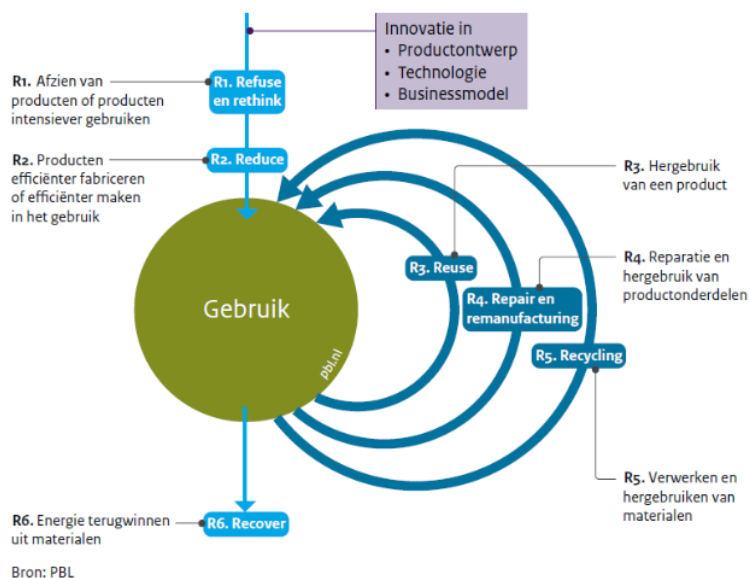 Innovatie in
• Productontwerp
• Technologie
• Businessmodel
R1. Afzien van
producten of producten
intensiever gebruiken
R1. Refuse
en rethink
R2. Producten
efficiënter fabriceren
of efficiënter maken
in het gebruik
R2. Reduce
R3. Hergebruik
van een product
R3. Reuse
R4. Reparatie en
hergebruik van
productonderdelen
R4. Repair en
remanufacturing
Gebruik
pbl.nl
R5. Recycling
R5. Verwerken en
hergebruiken van
materialen
R6. Energie terugwinnen
uit materialen
R6. Recover
Bron: PBL